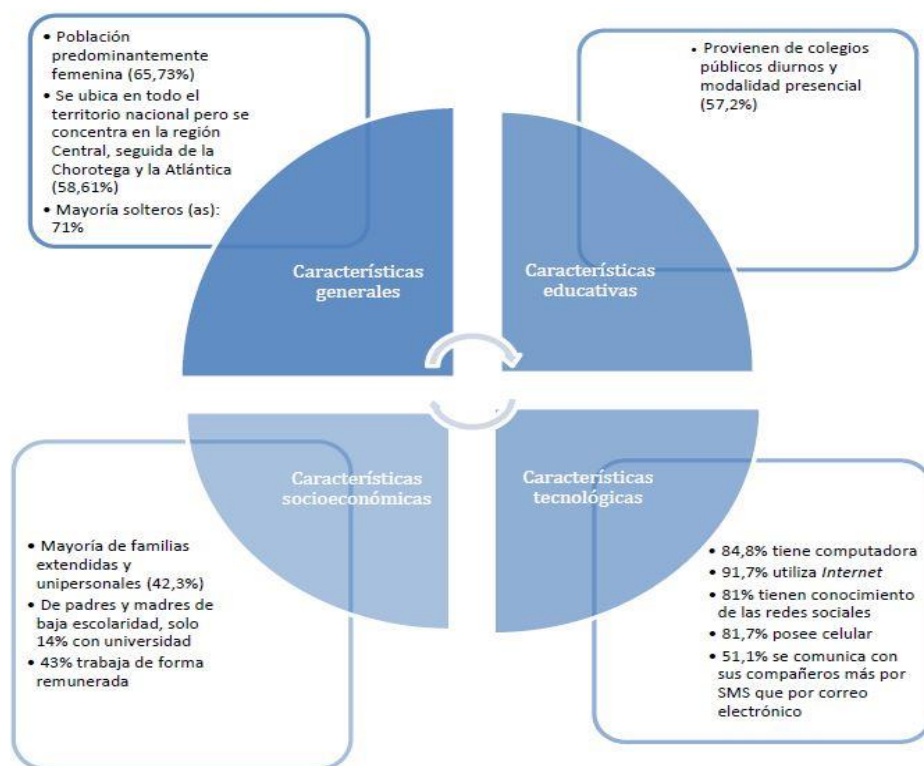 • Población
predominantemente
femenina (65,73%)
• Se ubica en todo el
territorio nacional pero se
concentra en la región
Central, seguida de la
Chorotega y la Atlántica
(58,61%)
• Mayoría solteros (as):
71%
• Provienen de colegios
públicos diurnos y
modalidad presencial
(57,2%)
Característícas
generales
Característícas
educativas
Característícas
socioeconómicas
Característícas
tecnológicas
• Mayoría de familias
extendidas y
unipersonales (42,3%)
• De padres y madres de
baja escolaridad, solo
14% con universidad
• 43% trabaja de forma
remunerada
• 84,8% tiene computadora
• 91,7% utiliza Internet
• 81% tienen conocimiento
de las redes sociales
• 81,7% posee celular
• 51,1% se comunica con
sus compañeros más por
SMS que por correo
electrónico